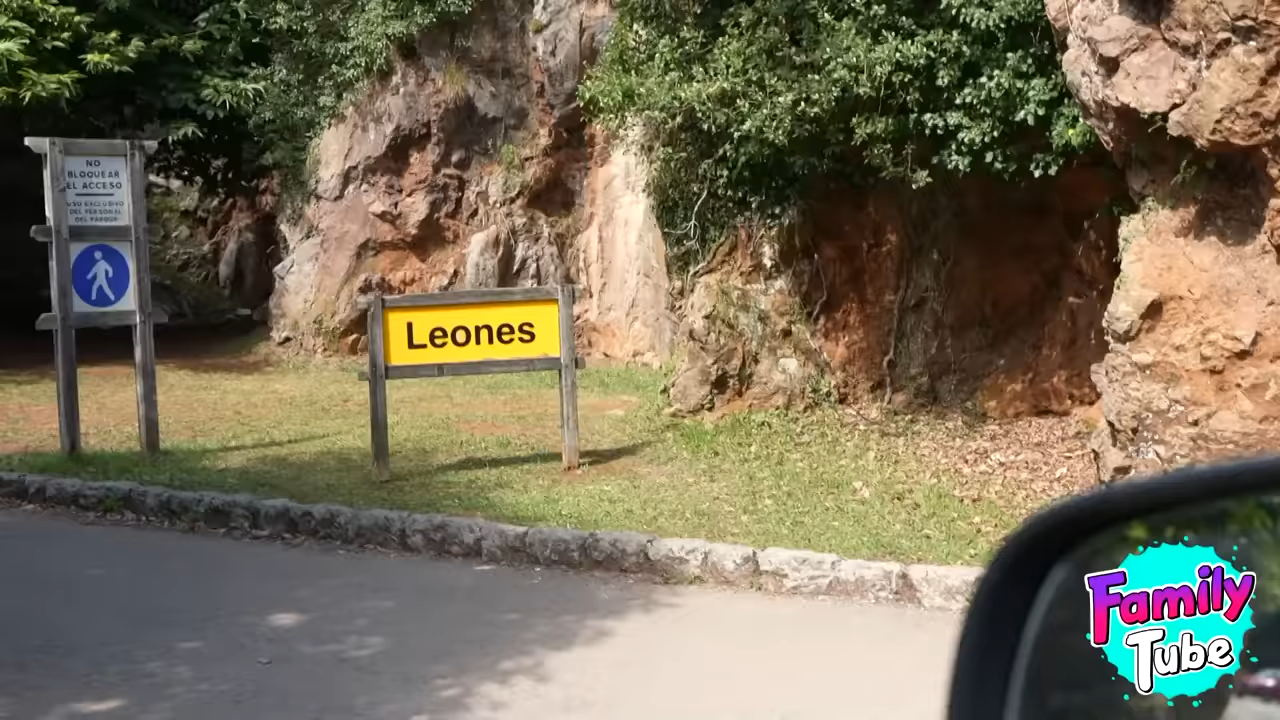 NO
BLOQUEAR
EL ACCESO
USO EXCLUSIVO
DEL PERSONAL
DEL PARQUE
Leones
Family
Tube